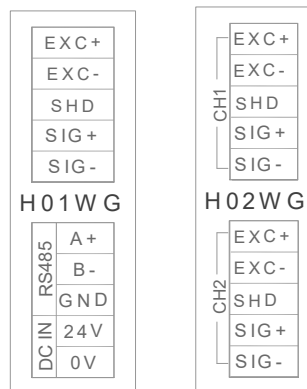 EXC+
EXC-
SHD
SIG+
SIG-
H01WG
RS485
A+
B-
GND
DC IN
24V
0V
CH1
EXC+
EXC-
SHD
SIG+
SIG-
H02WG
CH2
EXC+
EXC-
SHD
SIG+
SIG-